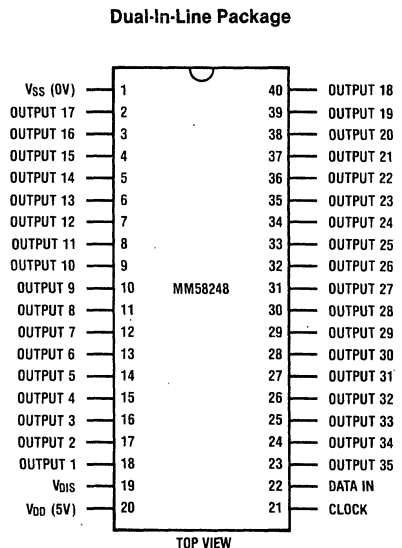 Dual-In-Line Package
VSS (0V) 1 40 OUTPUT 18
OUTPUT 17 2 39 OUTPUT 19
OUTPUT 16 3 38 OUTPUT 20
OUTPUT 15 4 37 OUTPUT 21
OUTPUT 14 5 36 OUTPUT 22
OUTPUT 13 6 35 OUTPUT 23
OUTPUT 12 7 34 OUTPUT 24
OUTPUT 11 8 33 OUTPUT 25
OUTPUT 10 9 32 OUTPUT 26
OUTPUT 9 10 MM58248 31 OUTPUT 27
OUTPUT 8 11 30 OUTPUT 28
OUTPUT 7 12 29 OUTPUT 29
OUTPUT 6 13 28 OUTPUT 30
OUTPUT 5 14 27 OUTPUT 31
OUTPUT 4 15 26 OUTPUT 32
OUTPUT 3 16 25 OUTPUT 33
OUTPUT 2 17 24 OUTPUT 34
OUTPUT 1 18 23 OUTPUT 35
VDIS 19 22 DATA IN
VDD (5V) 20 21 CLOCK
TOP VIEW